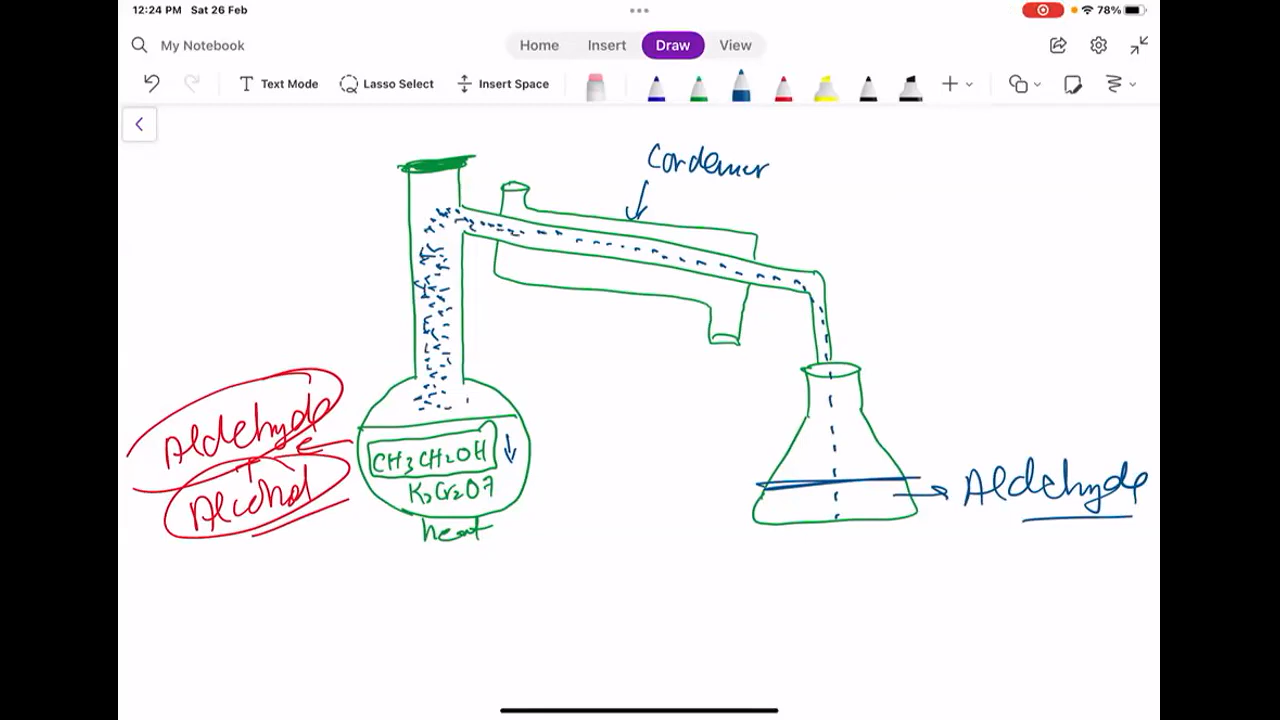 12:24 PM Sat 26 Feb
78%
My Notebook
Home Insert Draw View
Text Mode Lasso Select Insert Space
Condenser
Aldehyde
+
Alcohol
CH3CH2OH
K2Cr2O7
heat
Aldehyde